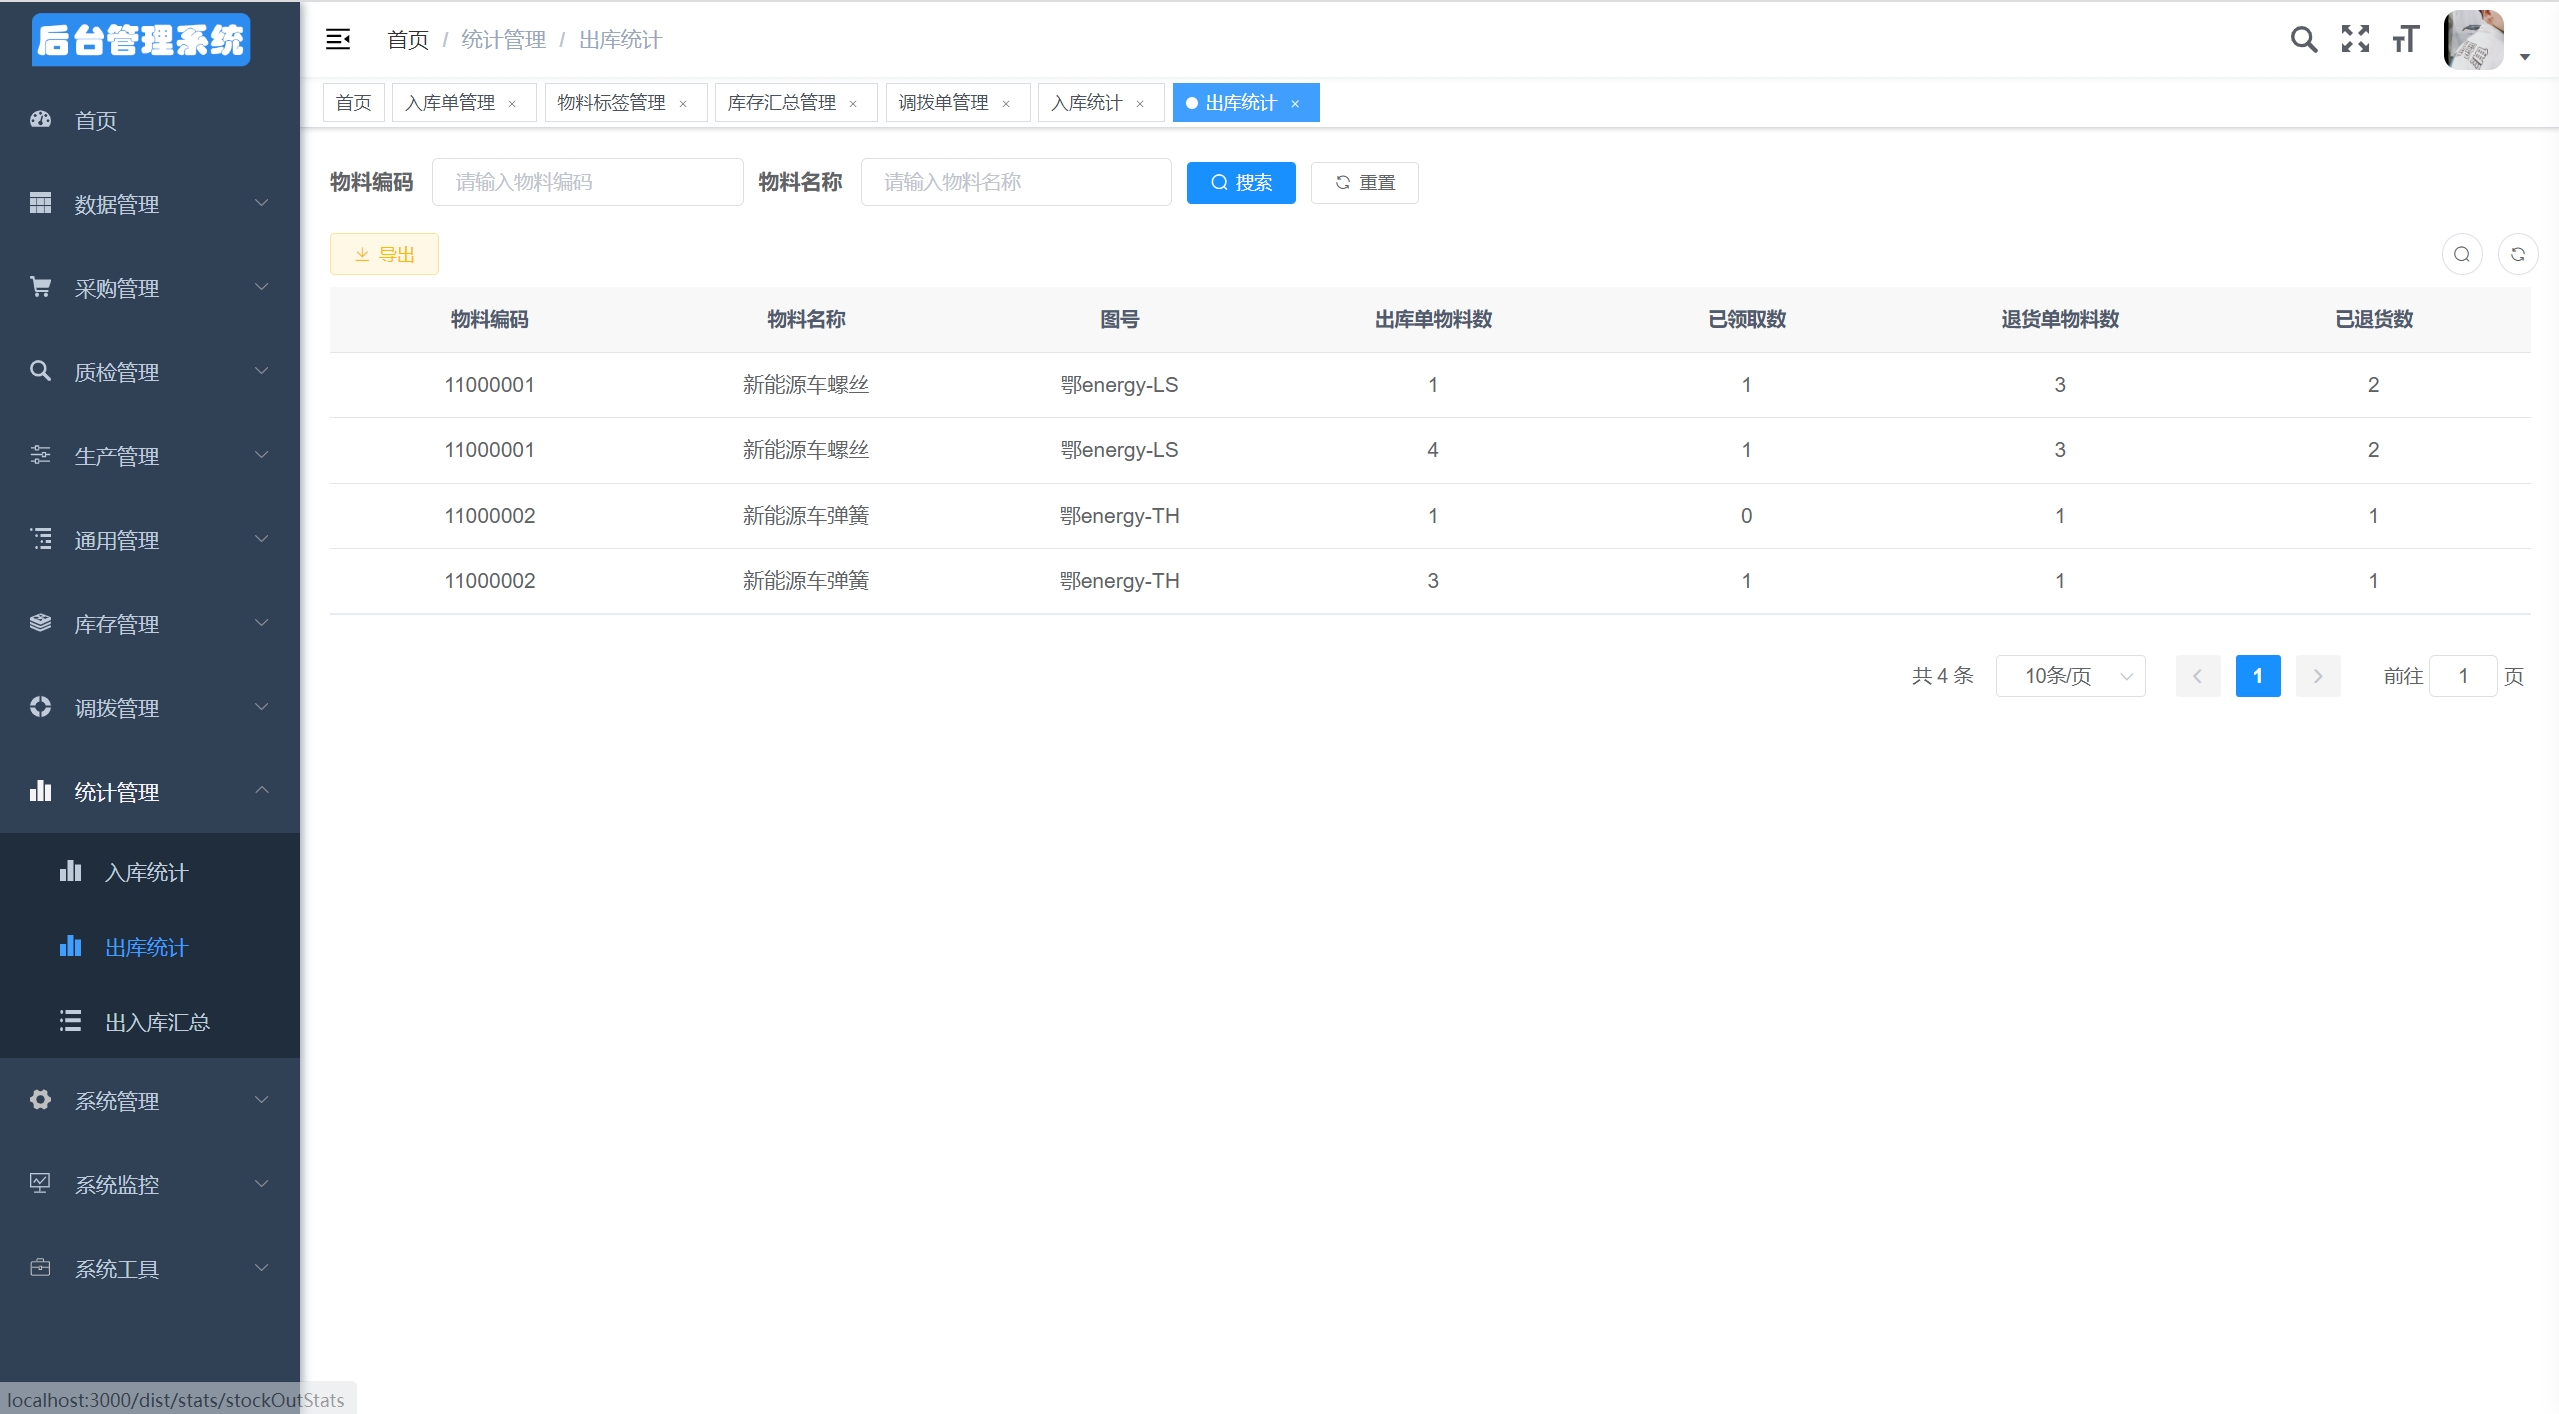 后台管理系统
首页 / 统计管理 / 出库统计
首页
入库单管理 ×
物料标签管理 ×
库存汇总管理 ×
调拨单管理 ×
入库统计 ×
出库统计 ×
首页
数据管理
采购管理
质检管理
生产管理
通用管理
库存管理
调拨管理
统计管理
入库统计
出库统计
出入库汇总
系统管理
系统监控
系统工具
物料编码 请输入物料编码 物料名称 请输入物料名称 搜索 重置
导出
物料编码 物料名称 图号 出库单物料数 已领取数 退货单物料数 已退货数
11000001 新能源车螺丝 鄂energy-LS 1 1 3 2
11000001 新能源车螺丝 鄂energy-LS 4 1 3 2
11000002 新能源车弹簧 鄂energy-TH 1 0 1 1
11000002 新能源车弹簧 鄂energy-TH 3 1 1 1
共 4 条 10条/页 1 前往 1 页
localhost:3000/dist/stats/stockOutStats